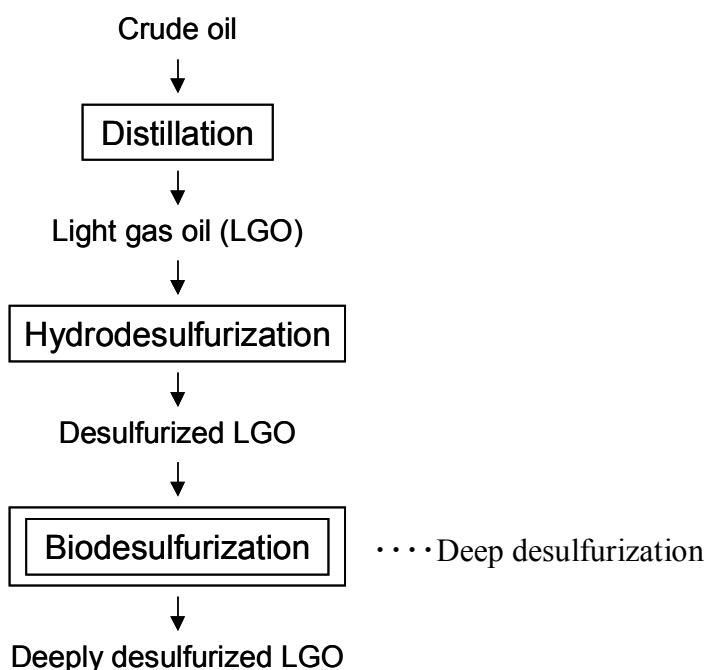 Crude oil
Distillation
Light gas oil (LGO)
Hydrodesulfurization
Desulfurized LGO
Biodesulfurization ････Deep desulfurization
Deeply desulfurized LGO